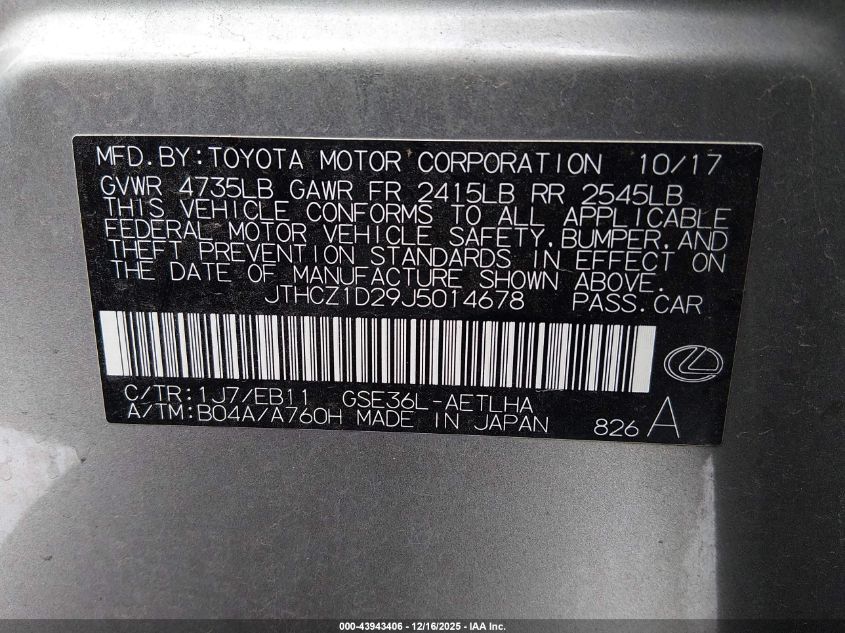 MFD.BY:TOYOTA MOTOR CORPORATION 10/17
GVWR 4735LB GAWR FR 2415LB RR 2545LB
THIS VEHICLE CONFORMS TO ALL APPLICABLE
FEDERAL MOTOR VEHICLE SAFETY,BUMPER,AND
THEFT PREVENTION STANDARDS IN EFFECT ON
THE DATE OF MANUFACTURE SHOWN ABOVE.
JTHCZ1D29J5014678 PASS.CAR
C/TR:1J7/EB11 GSE36L-AETLHA
A/TM:B04A/A760H MADE IN JAPAN 826 A
000-43943406 - 12/16/2025 - IAA Inc.